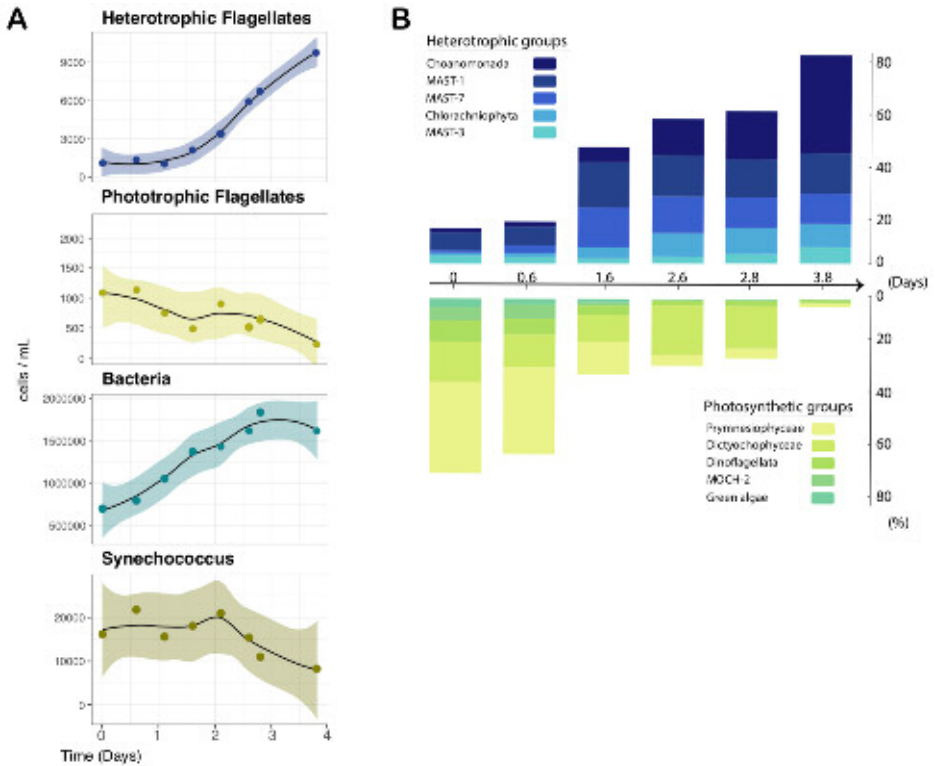 A
Heterotrophic Flagellates
9000
6000
3000
0
Phototrophic Flagellates
2000
1500
1000
500
0
Bacteria
2000000
1500000
1000000
500000
Synechococcus
20000
10000
0
0 1 2 3 4
Time (Days)
cells / mL
B
Heterotrophic groups
Choanomonada
MAST-1
MAST-7
Chlorachniophyta
MAST-3
80
60
40
20
0
0 0.6 1.6 2.6 2.8 3.8 (Days)
0
20
40
60
80
(%)
Photosynthetic groups
Prymnesiophyceae
Dictyochophyceae
Dinoflagellata
MOCH-2
Green algae